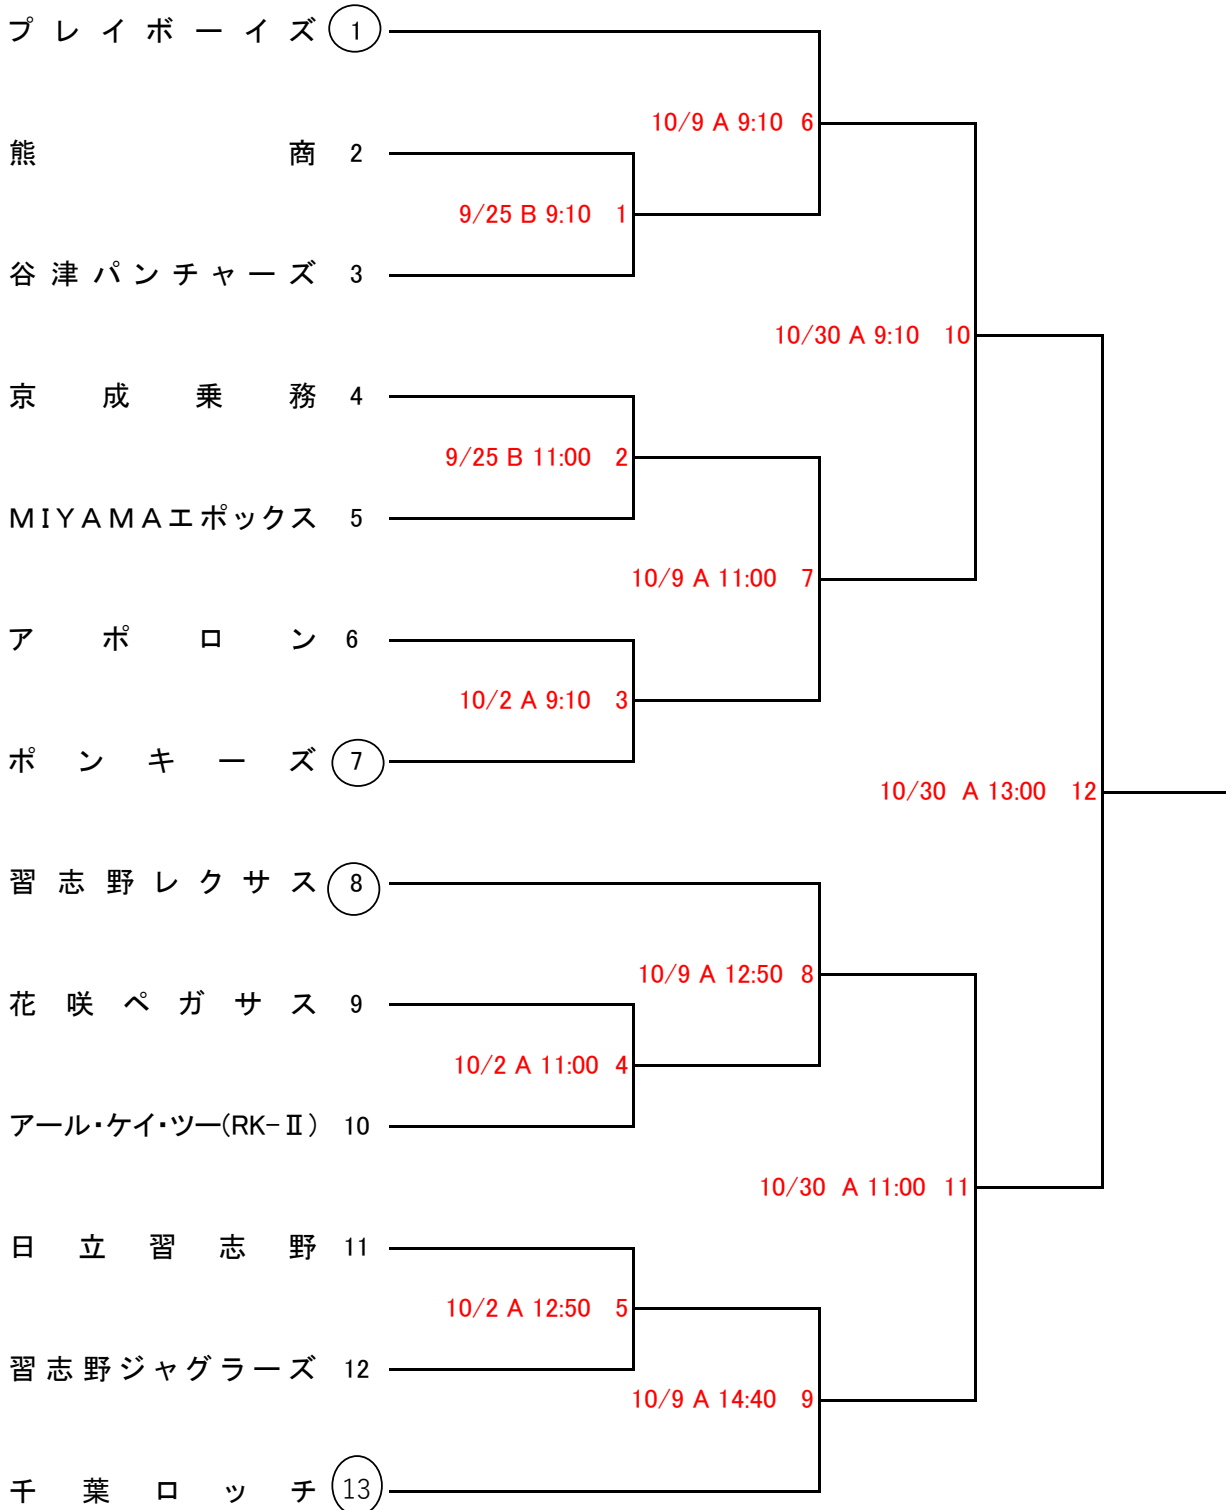 プレイボーイズ 1
10/9 A 9:10 6
熊商 2
9/25 B 9:10 1
谷津パンチャーズ 3
10/30 A 9:10 10
京成乗務 4
9/25 B 11:00 2
MIYAMAエポックス 5
10/9 A 11:00 7
アポロン 6
10/2 A 9:10 3
ポンキーズ 7
10/30 A 13:00 12
習志野レクサス 8
10/9 A 12:50 8
花咲ペガサス 9
10/2 A 11:00 4
アール・ケイ・ツー(RK-Ⅱ) 10
10/30 A 11:00 11
日立習志野 11
10/2 A 12:50 5
習志野ジャグラーズ 12
10/9 A 14:40 9
千葉ロッチ 13